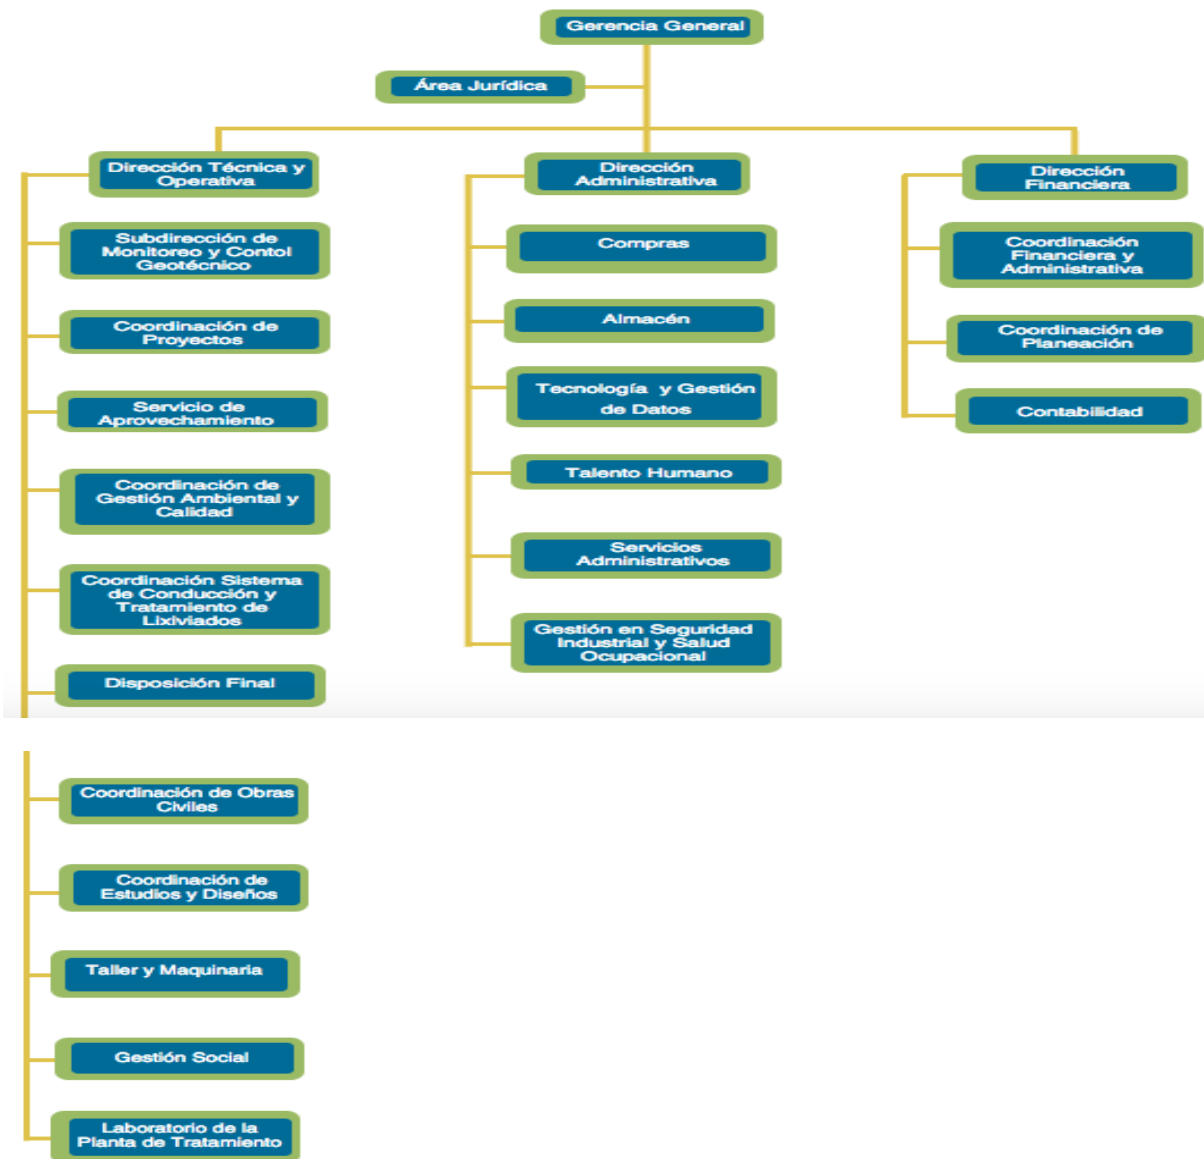 Gerencia General
Área Jurídica
Dirección Técnica y
Operativa
Subdirección de
Monitoreo y Contol
Geotécnico
Coordinación de
Proyectos
Servicio de
Aprovechamiento
Coordinación de
Gestión Ambiental y
Calidad
Coordinación Sistema
de Conducción y
Tratamiento de
Lixiviados
Disposición Final
Coordinación de Obras
Civiles
Coordinación de
Estudios y Diseños
Taller y Maquinaria
Gestión Social
Laboratorio de la
Planta de Tratamiento
Dirección
Administrativa
Compras
Almacén
Tecnología y Gestión
de Datos
Talento Humano
Servicios
Administrativos
Gestión en Seguridad
Industrial y Salud
Ocupacional
Dirección
Financiera
Coordinación
Financiera y
Administrativa
Coordinación de
Planeación
Contabilidad